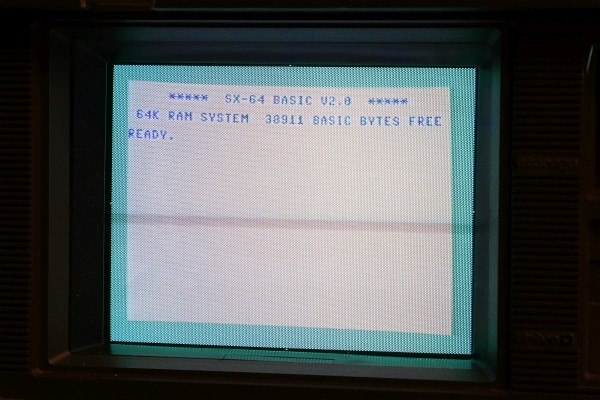 ***** SX-64 BASIC V2.0 *****
64K RAM SYSTEM 38911 BASIC BYTES FREE
READY.